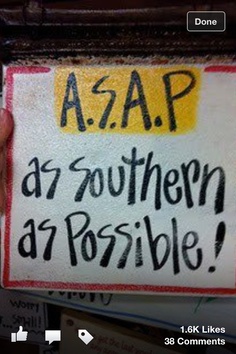 Done
A.S.A.P
as southern
as Possible!
1.6K Likes
38 Comments